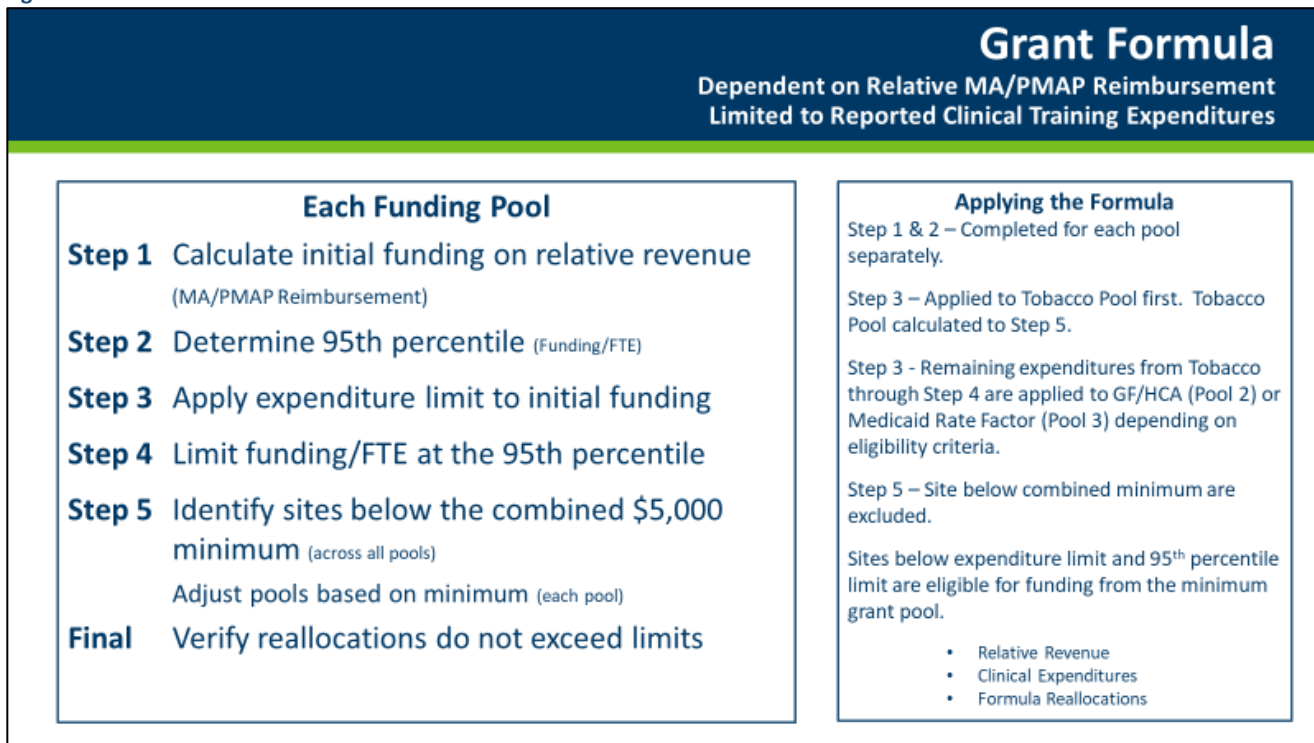 Grant Formula
Dependent on Relative MA/PMAP Reimbursement
Limited to Reported Clinical Training Expenditures
Each Funding Pool
Step 1 Calculate initial funding on relative revenue
(MA/PMAP Reimbursement)
Step 2 Determine 95th percentile (Funding/FTE)
Step 3 Apply expenditure limit to initial funding
Step 4 Limit funding/FTE at the 95th percentile
Step 5 Identify sites below the combined $5,000
minimum (across all pools)
Adjust pools based on minimum (each pool)
Final Verify reallocations do not exceed limits
Applying the Formula
Step 1 & 2 – Completed for each pool
separately.
Step 3 – Applied to Tobacco Pool first. Tobacco
Pool calculated to Step 5.
Step 3 - Remaining expenditures from Tobacco
through Step 4 are applied to GF/HCA (Pool 2) or
Medicaid Rate Factor (Pool 3) depending on
eligibility criteria.
Step 5 – Site below combined minimum are
excluded.
Sites below expenditure limit and 95th percentile
limit are eligible for funding from the minimum
grant pool.
• Relative Revenue
• Clinical Expenditures
• Formula Reallocations